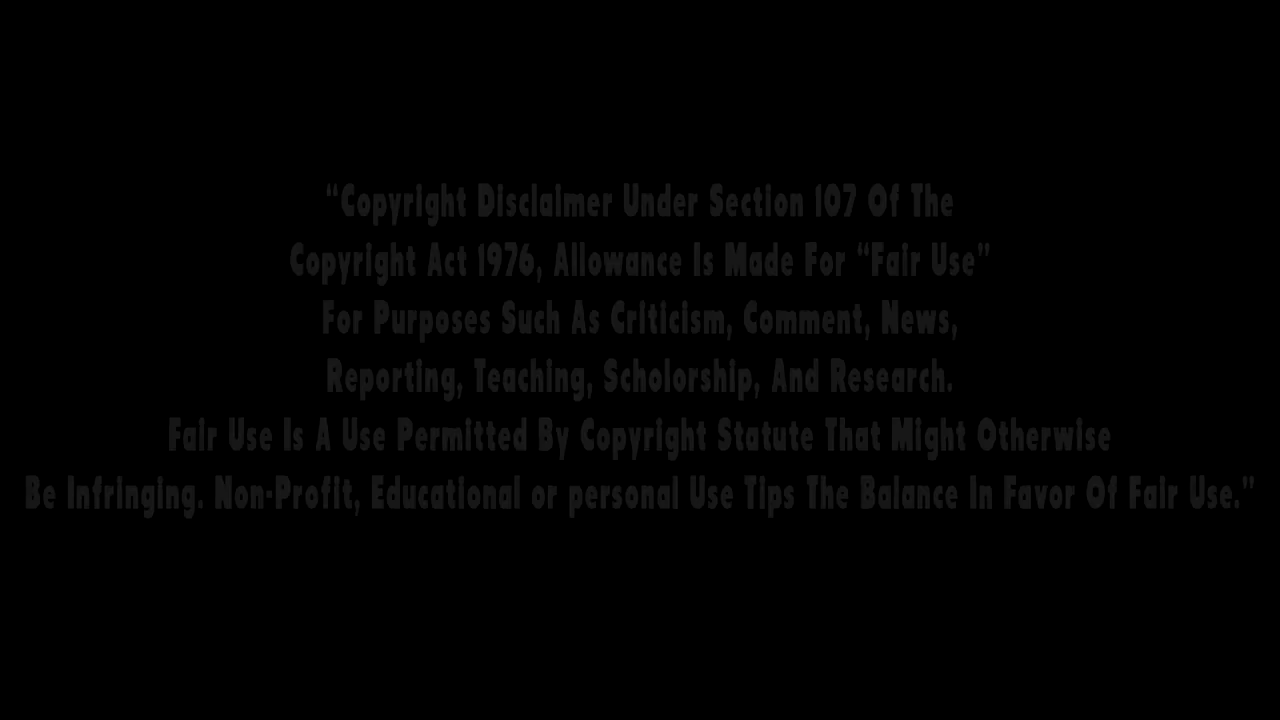 “Copyright Disclaimer Under Section 107 Of The
Copyright Act 1976, Allowance Is Made For “Fair Use”
For Purposes Such As Criticism, Comment, News,
Reporting, Teaching, Scholorship, And Research.
Fair Use Is A Use Permitted By Copyright Statute That Might Otherwise
Be Infringing. Non-Profit, Educational or personal Use Tips The Balance In Favor Of Fair Use.”